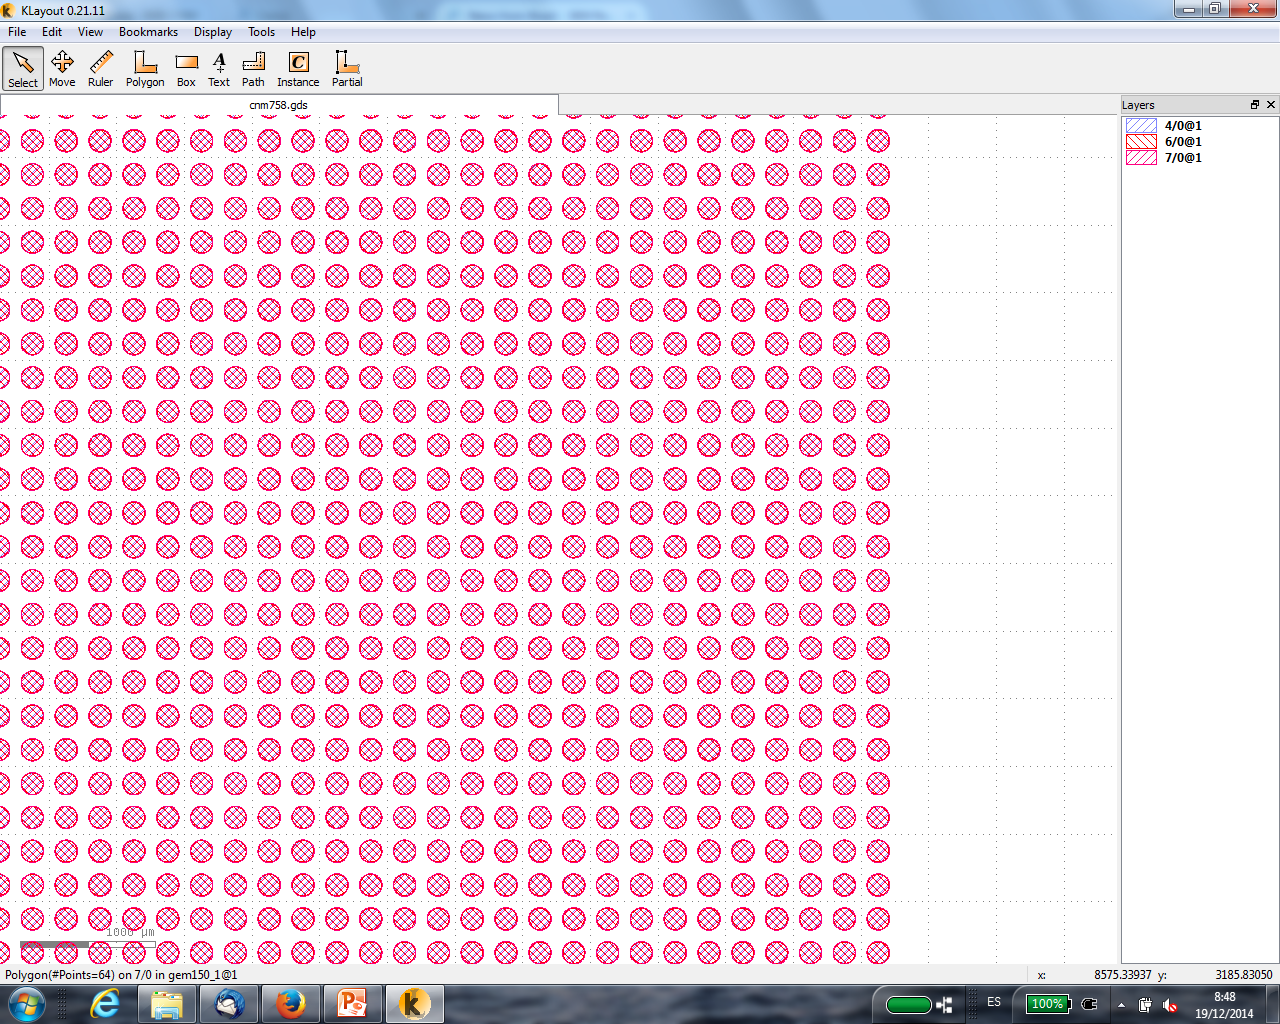 KLayout 0.21.11
File Edit View Bookmarks Display Tools Help
Select Move Ruler Polygon Box Text Path Instance Partial
cnm758.gds
Layers
4/0@1
6/0@1
7/0@1
1000 µm
Polygon(#Points=64) on 7/0 in gem150_1@1
x: 8575.33937 y: 3185.83050
ES
100%
8:48
19/12/2014